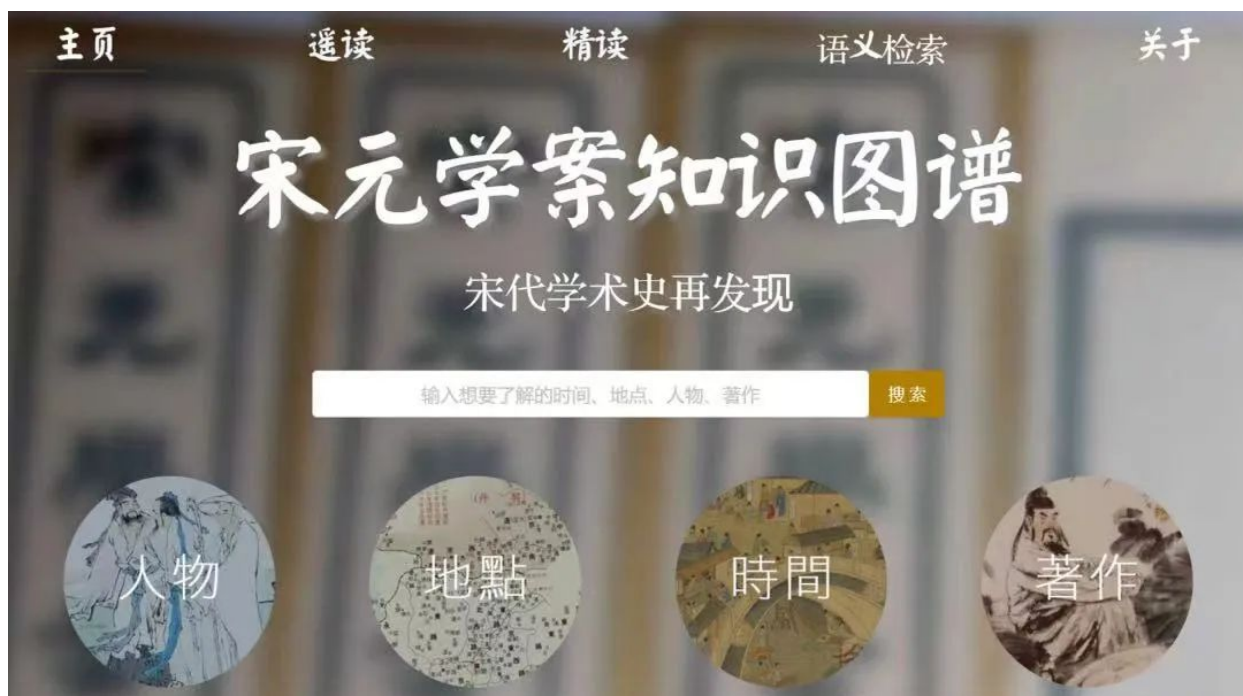 主页 遥读 精读 语义检索 关于
宋元学案知识图谱
宋代学术史再发现
输入想要了解的时间、地点、人物、著作 搜索
人物 地點 時間 著作